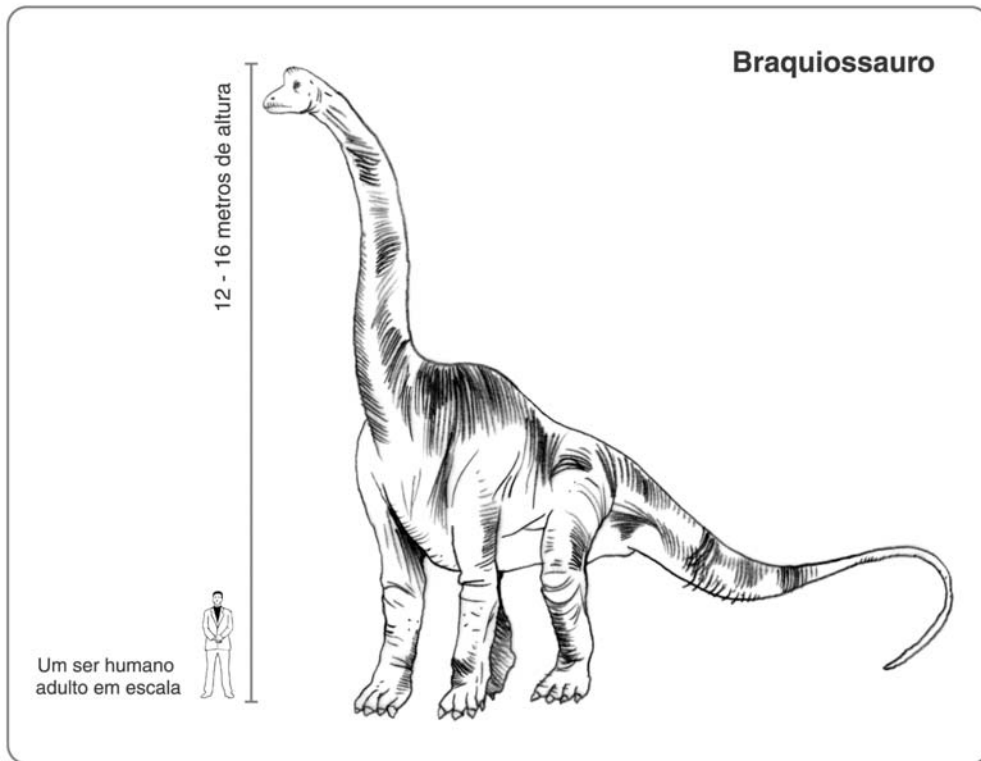 Braquiossauro
12 - 16 metros de altura
Um ser humano
adulto em escala